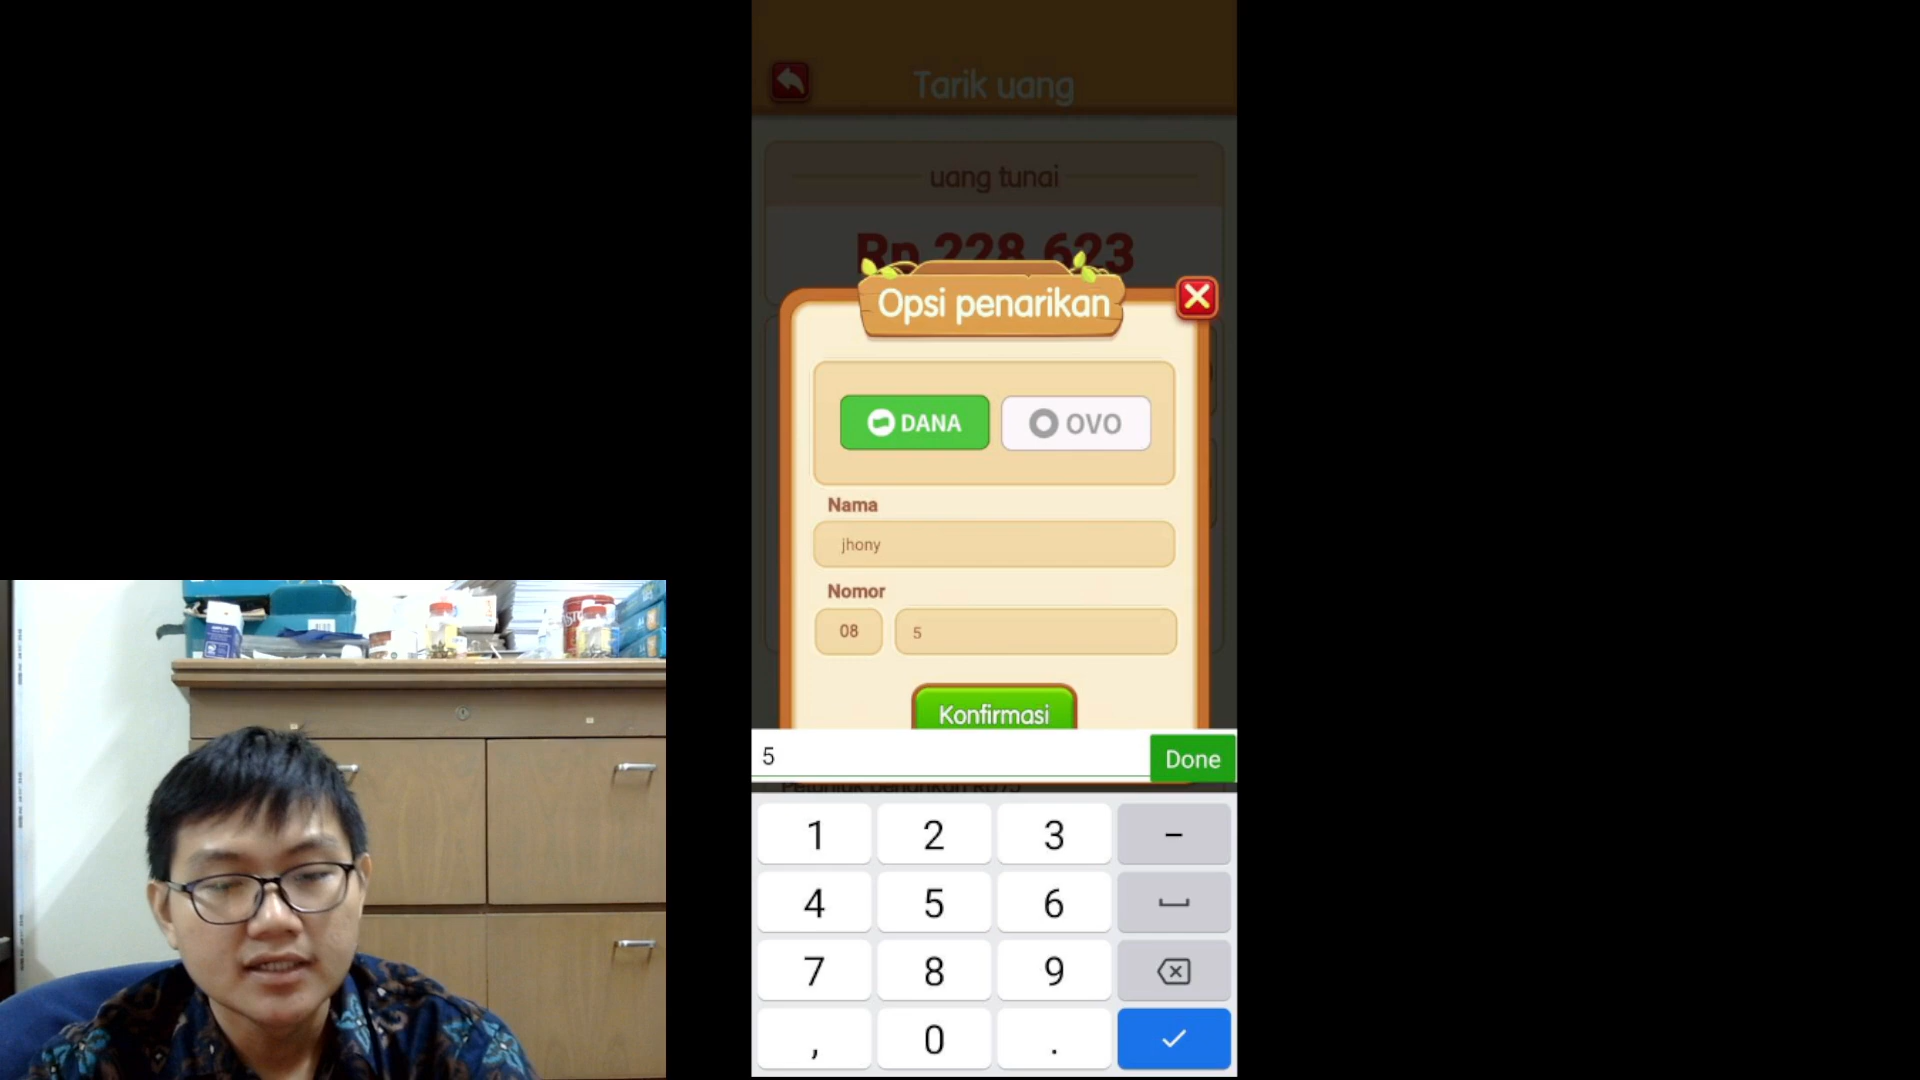 Tarik uang
uang tunai
Rp 228,623
Opsi penarikan
DANA
OVO
Nama
jhony
Nomor
08
5
Konfirmasi
5
Done
1
2
3
–
4
5
6
7
8
9
,
0
.